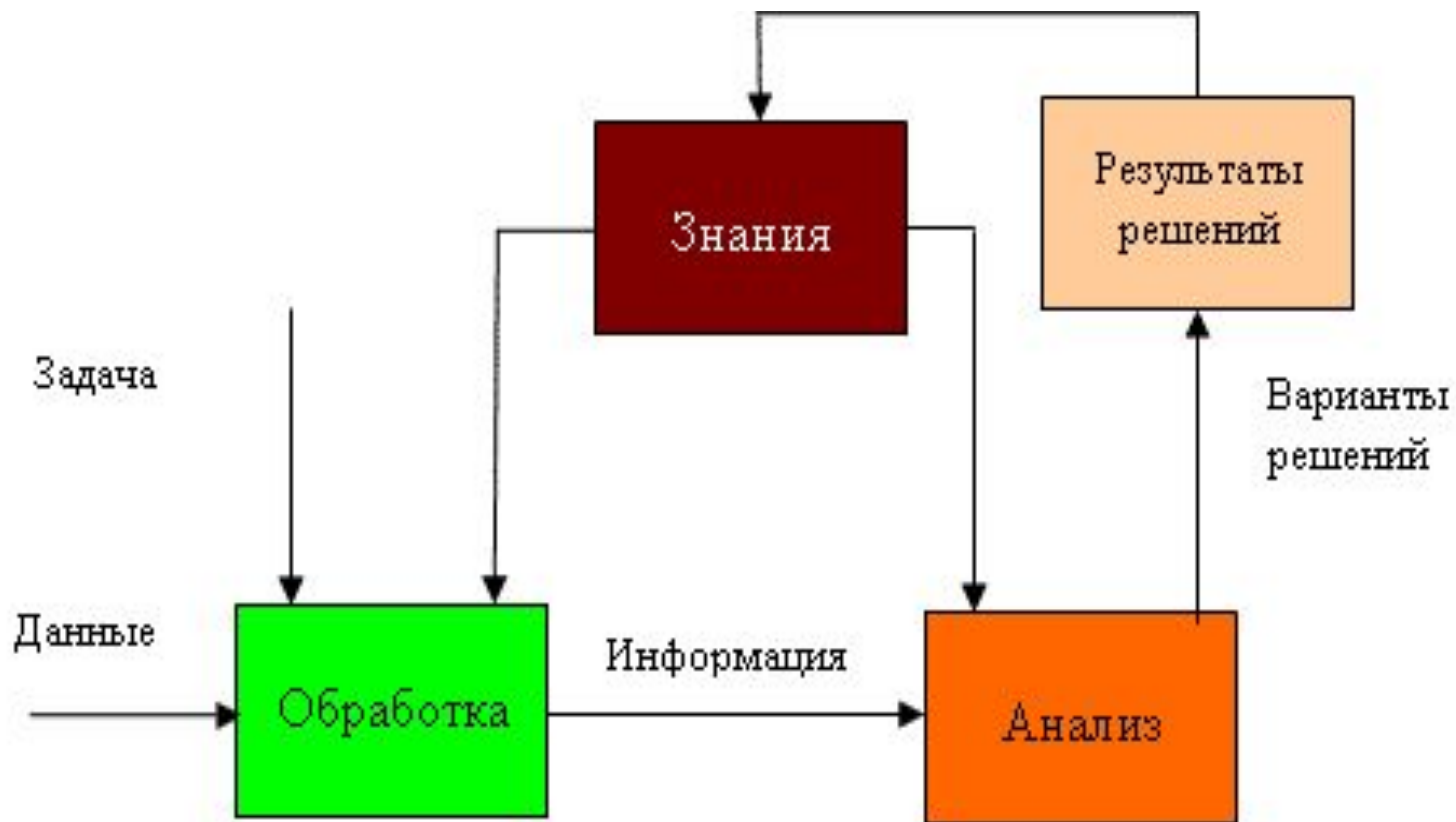 Результаты
решений
Знания
Задача
Варианты
решений
Данные
Информация
Обработка
Анализ